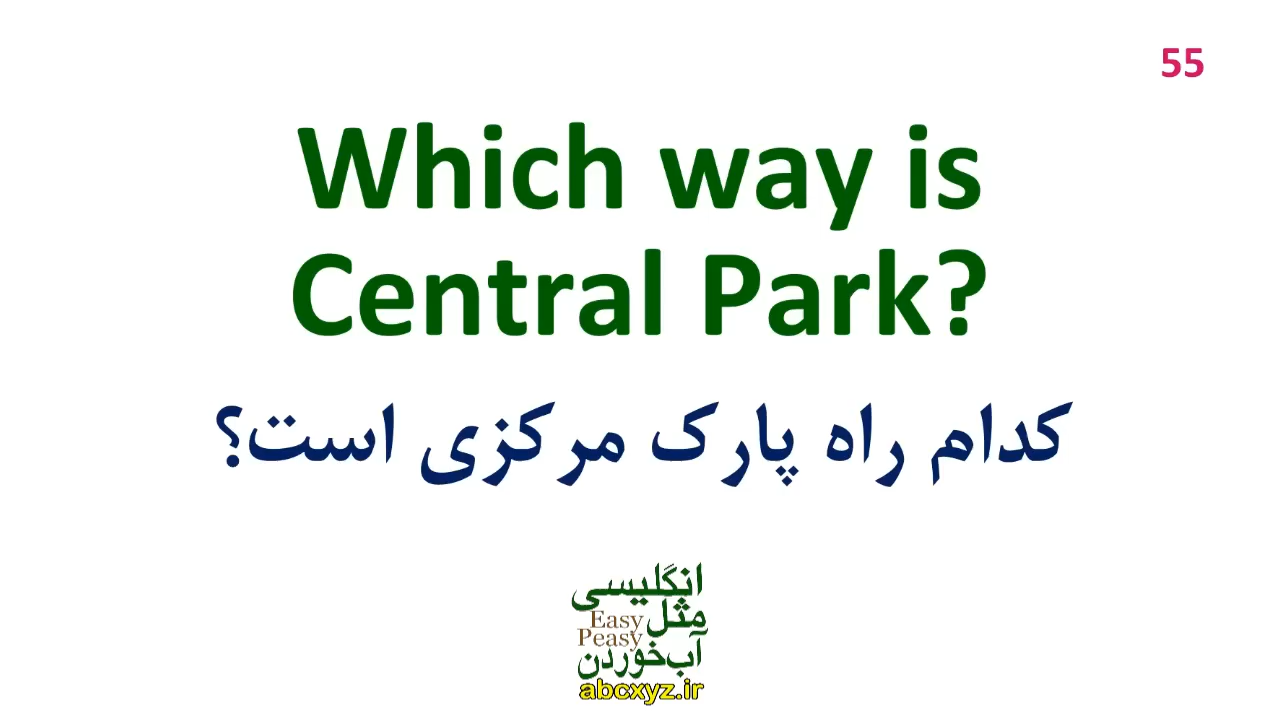 55
Which way is
Central Park?
کدام راه پارک مرکزی است؟
انگلیسی
مثل
Easy
Peasy
آب‌خوردن
abcxyz.ir